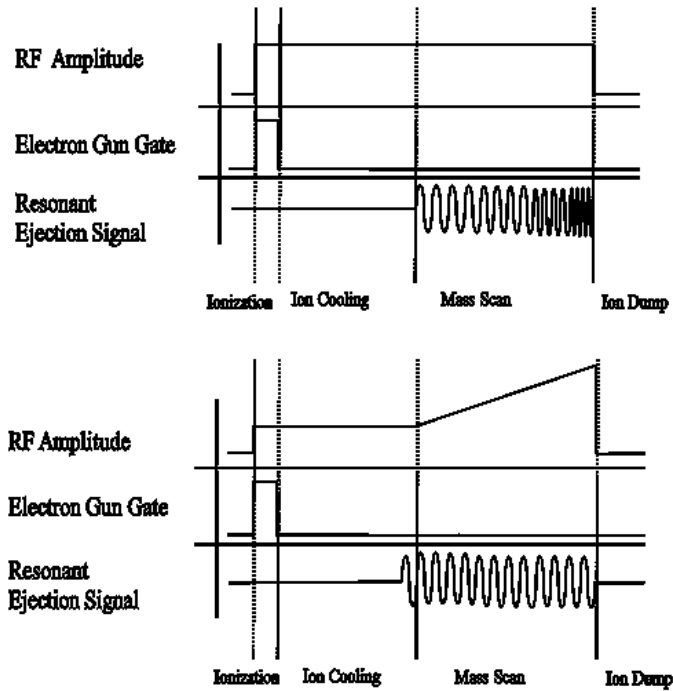 RF Amplitude
Electron Gun Gate
Resonant
Ejection Signal
Ionization Ion Cooling Mass Scan Ion Dump
RF Amplitude
Electron Gun Gate
Resonant
Ejection Signal
Ionization Ion Cooling Mass Scan Ion Dump